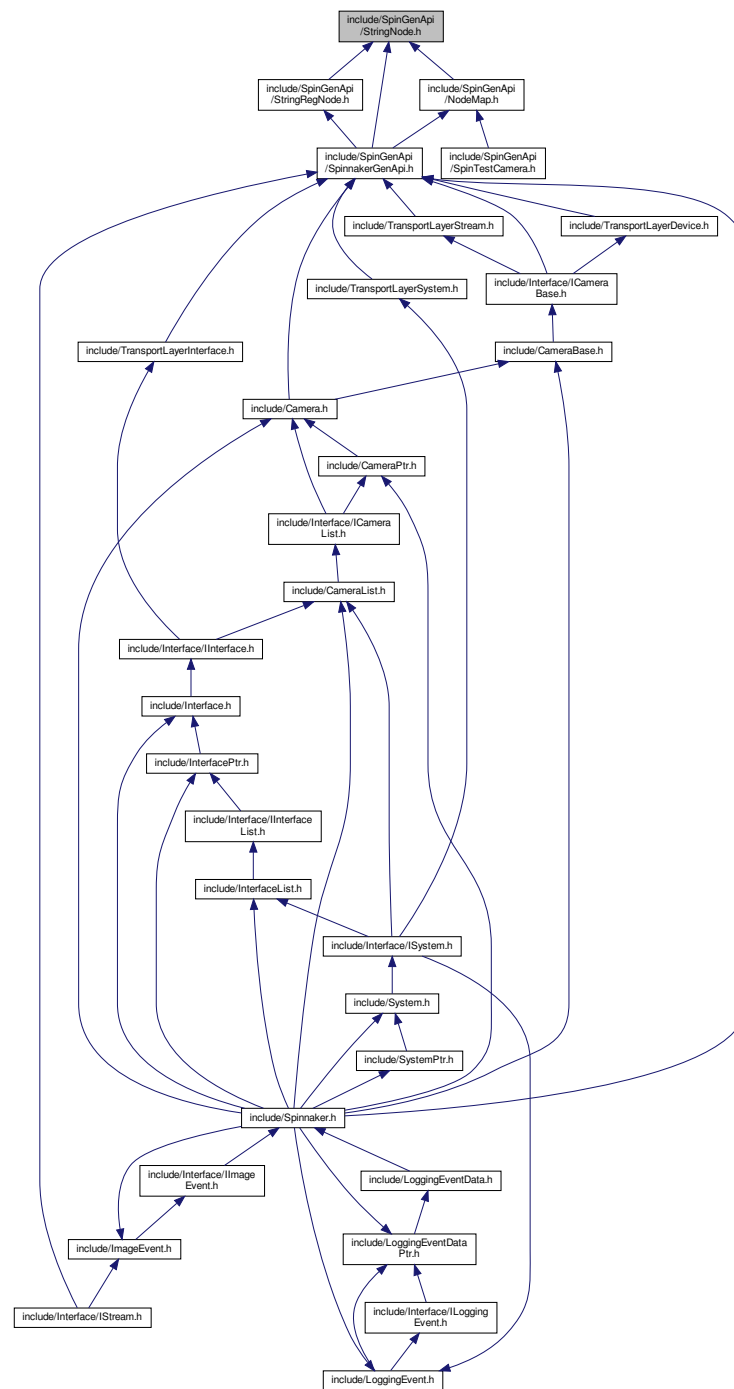 include/SpinGenApi
/StringNode.h
include/SpinGenApi
/StringRegNode.h
include/SpinGenApi
/NodeMap.h
include/SpinGenApi
/SpinnakerGenApi.h
include/SpinGenApi
/SpinTestCamera.h
include/TransportLayerStream.h
include/TransportLayerDevice.h
include/TransportLayerSystem.h
include/Interface/ICamera
Base.h
include/TransportLayerInterface.h
include/CameraBase.h
include/Camera.h
include/CameraPtr.h
include/Interface/ICamera
List.h
include/CameraList.h
include/Interface/IInterface.h
include/Interface.h
include/InterfacePtr.h
include/Interface/IInterface
List.h
include/InterfaceList.h
include/Interface/ISystem.h
include/System.h
include/SystemPtr.h
include/Spinnaker.h
include/Interface/IImage
Event.h
include/LoggingEventData.h
include/ImageEvent.h
include/LoggingEventData
Ptr.h
include/Interface/IStream.h
include/Interface/ILogging
Event.h
include/LoggingEvent.h